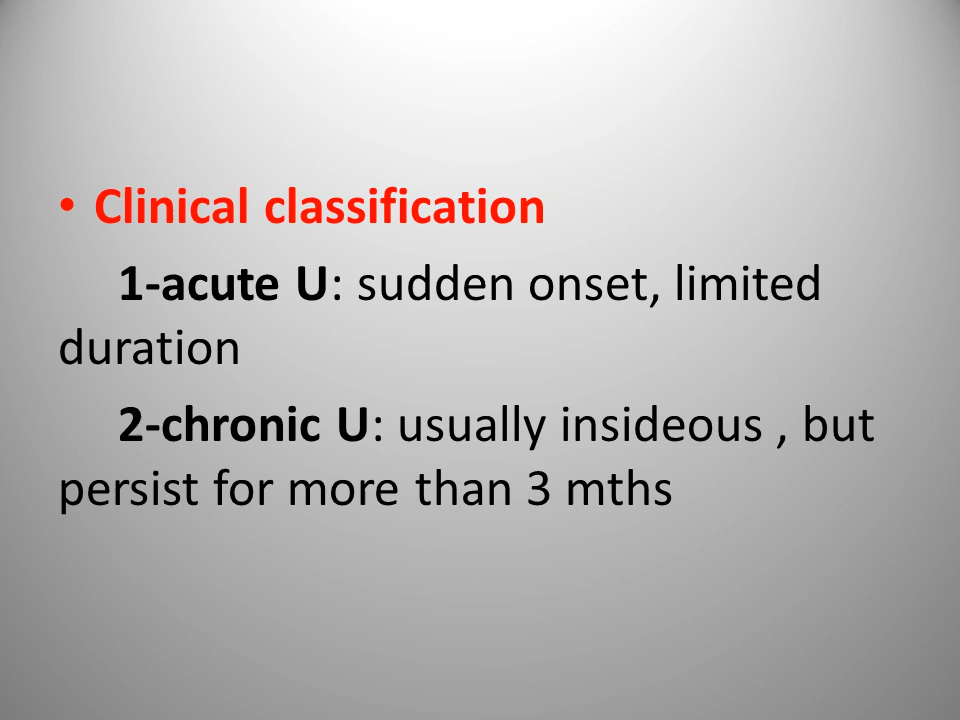 • Clinical classification
1-acute U: sudden onset, limited
duration
2-chronic U: usually insideous , but
persist for more than 3 mths